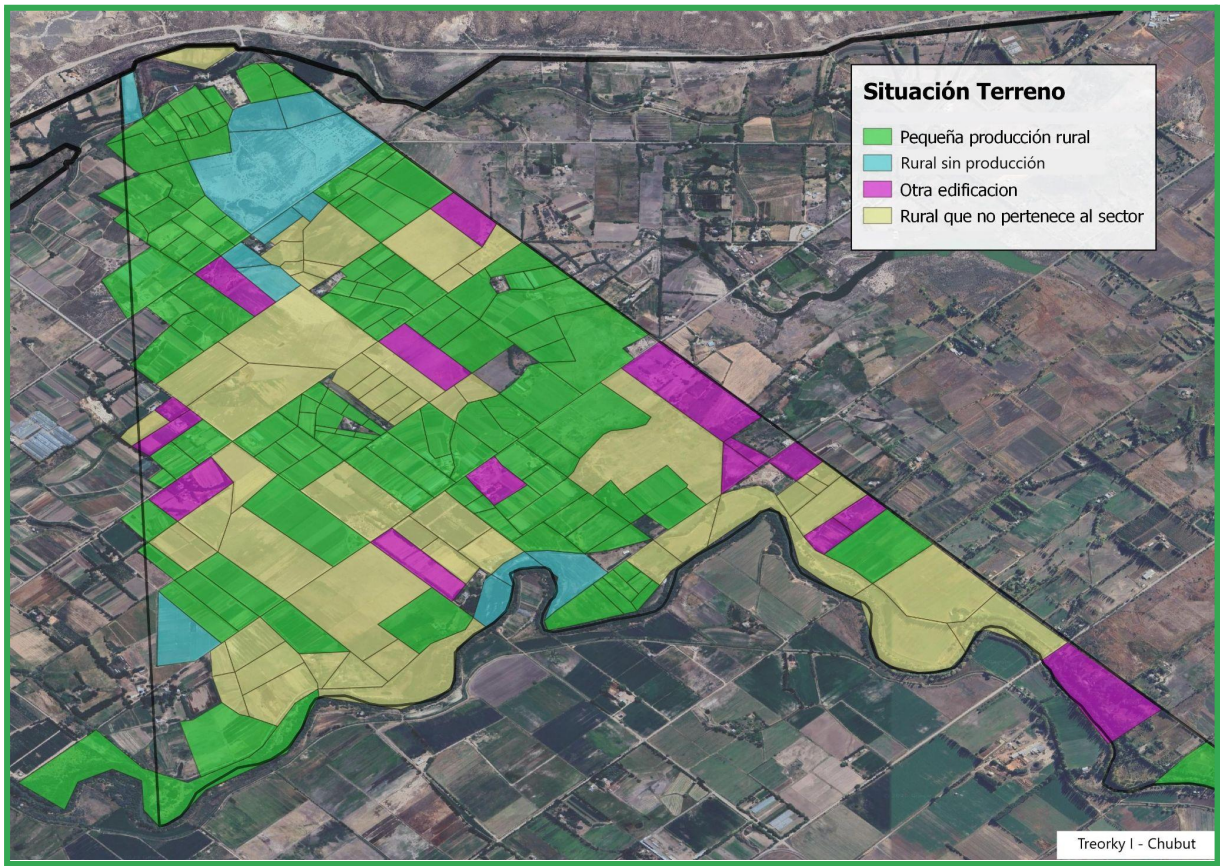 Situación Terreno
Pequeña producción rural
Rural sin producción
Otra edificacion
Rural que no pertenece al sector
Treorky I - Chubut